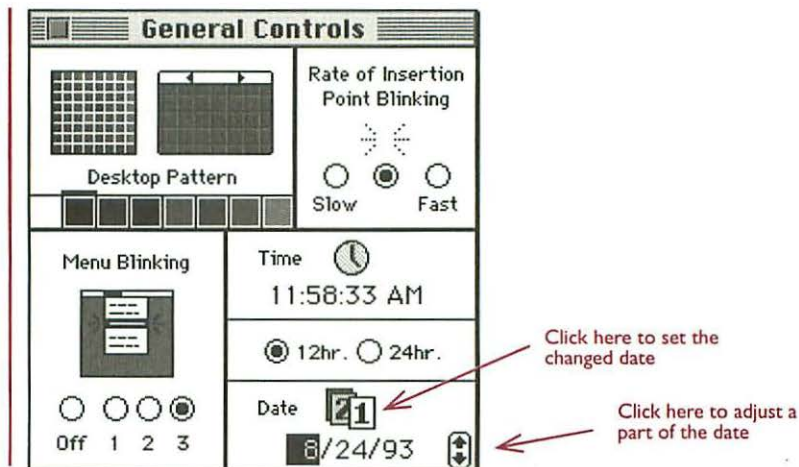 General Controls
Rate of Insertion
Point Blinking
Desktop Pattern
Slow Fast
Menu Blinking
Off 1 2 3
Time
11:58:33 AM
12hr. 24hr.
Date 21
8/24/93
Click here to set the
changed date
Click here to adjust a
part of the date